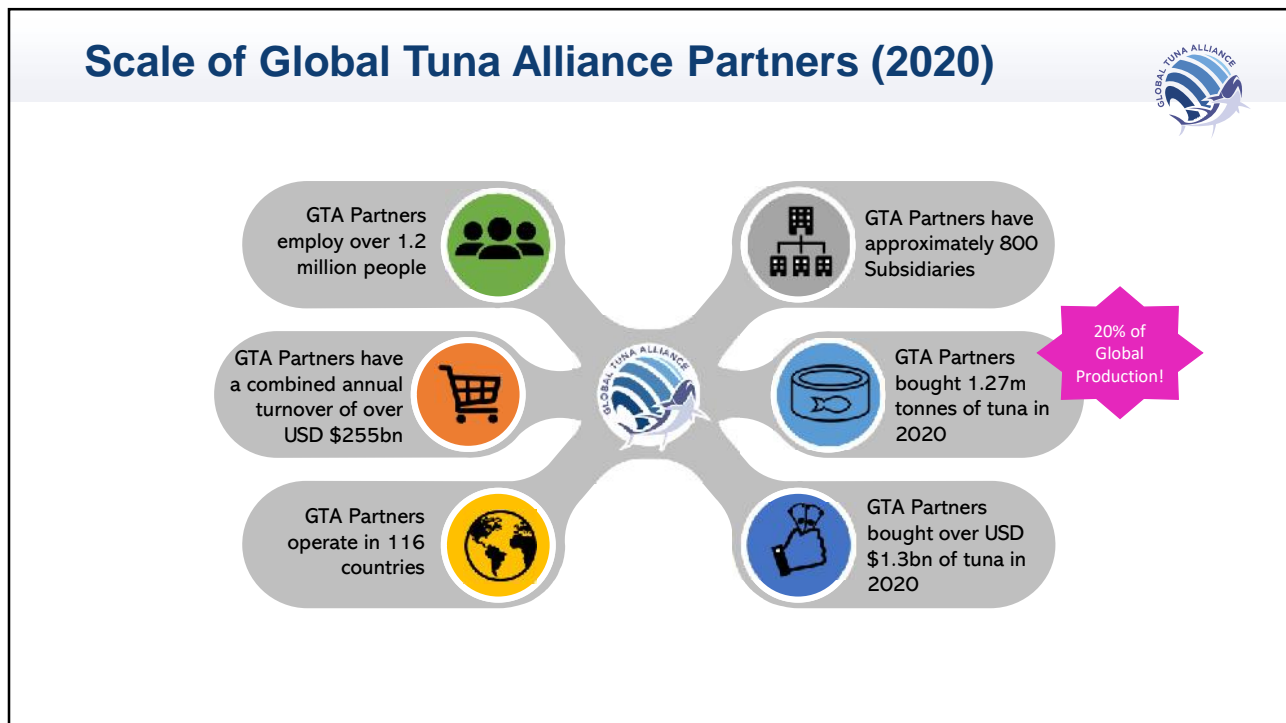 Scale of Global Tuna Alliance Partners (2020)
GLOBAL TUNA ALLIANCE
GTA Partners
employ over 1.2
million people
GTA Partners have
approximately 800
Subsidiaries
GTA Partners have
a combined annual
turnover of over
USD $255bn
GLOBAL TUNA ALLIANCE
GTA Partners
bought 1.27m
tonnes of tuna in
2020
20% of
Global
Production!
GTA Partners
operate in 116
countries
GTA Partners
bought over USD
$1.3bn of tuna in
2020